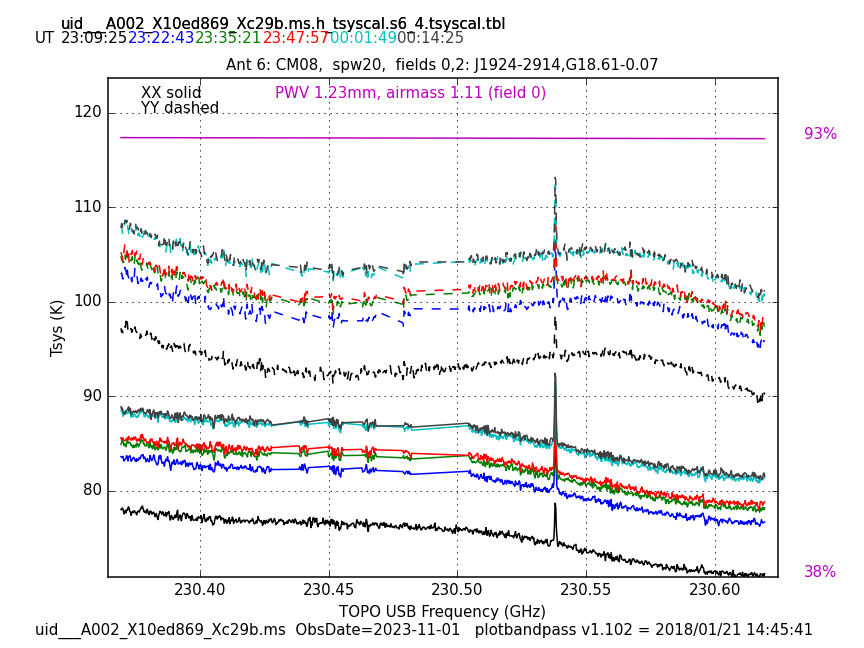 uid___A002_X10ed869_Xc29b.ms.h_tsyscal.s6_4.tsyscal.tbl
UT 23:09:25 23:22:43 23:35:21 23:47:57 00:01:49 00:14:25
Ant 6: CM08,  spw20,  fields 0,2: J1924-2914,G18.61-0.07
XX solid PWV 1.23mm, airmass 1.11 (field 0)
YY dashed
120
93%
110
100
Tsys (K)
90
80
38%
230.40 230.45 230.50 230.55 230.60
TOPO USB Frequency (GHz)
uid___A002_X10ed869_Xc29b.ms  ObsDate=2023-11-01   plotbandpass v1.102 = 2018/01/21 14:45:41